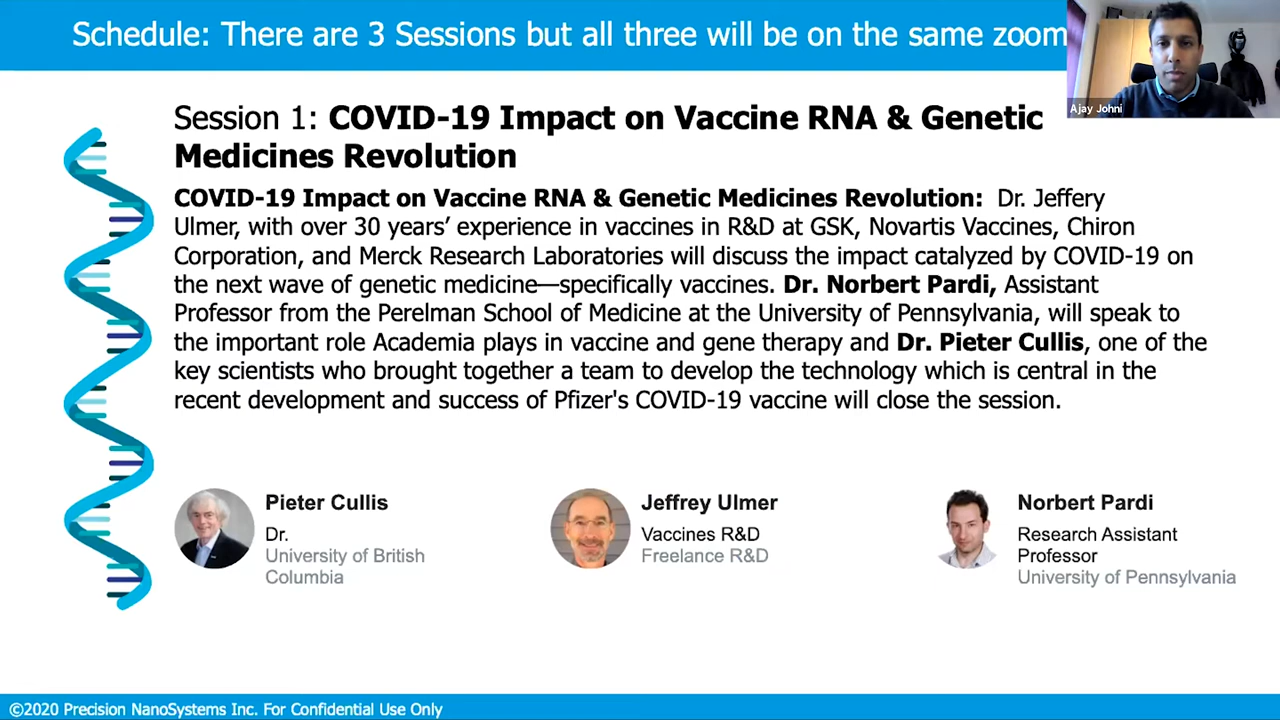 Schedule: There are 3 Sessions but all three will be on the same zoom
Ajay Johni
Session 1: COVID-19 Impact on Vaccine RNA & Genetic
Medicines Revolution
COVID-19 Impact on Vaccine RNA & Genetic Medicines Revolution: Dr. Jeffery
Ulmer, with over 30 years’ experience in vaccines in R&D at GSK, Novartis Vaccines, Chiron
Corporation, and Merck Research Laboratories will discuss the impact catalyzed by COVID-19 on
the next wave of genetic medicine—specifically vaccines. Dr. Norbert Pardi, Assistant
Professor from the Perelman School of Medicine at the University of Pennsylvania, will speak to
the important role Academia plays in vaccine and gene therapy and Dr. Pieter Cullis, one of the
key scientists who brought together a team to develop the technology which is central in the
recent development and success of Pfizer's COVID-19 vaccine will close the session.
Pieter Cullis
Dr.
University of British
Columbia
Jeffrey Ulmer
Vaccines R&D
Freelance R&D
Norbert Pardi
Research Assistant
Professor
University of Pennsylvania
©2020 Precision NanoSystems Inc. For Confidential Use Only